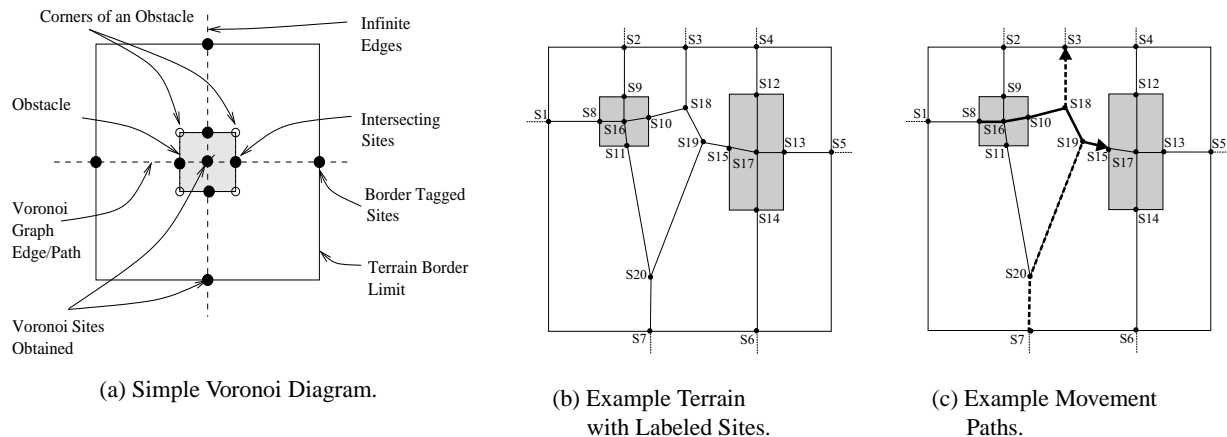 Corners of an Obstacle
Infinite
Edges
Obstacle
Intersecting
Sites
Border Tagged
Sites
Voronoi
Graph
Edge/Path
Terrain Border
Limit
Voronoi Sites
Obtained
(a) Simple Voronoi Diagram.
S2
S3
S4
S9
S12
S1
S8
S18
S16
S10
S11
S19
S15
S17
S13
S5
S14
S20
S7
S6
(b) Example Terrain
with Labeled Sites.
S2
S3
S4
S9
S12
S1
S8
S18
S16
S10
S11
S19
S15
S17
S13
S5
S14
S20
S7
S6
(c) Example Movement
Paths.